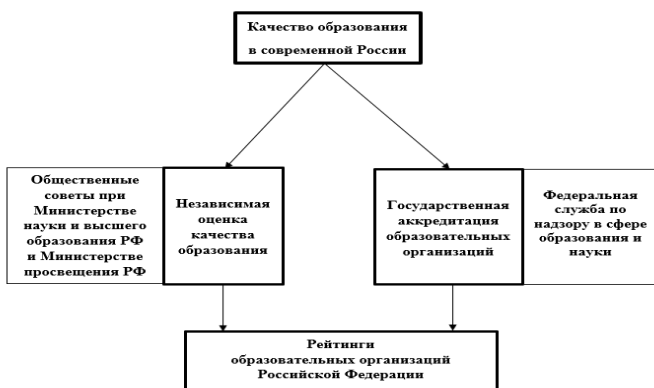 Качество образования
в современной России
Общественные
советы при
Министерстве
науки и высшего
образования РФ
и Министерстве
просвещения РФ
Независимая
оценка
качества
образования
Государственная
аккредитация
образовательных
организаций
Федеральная
служба по
надзору в сфере
образования и
науки
Рейтинги
образовательных организаций
Российской Федерации